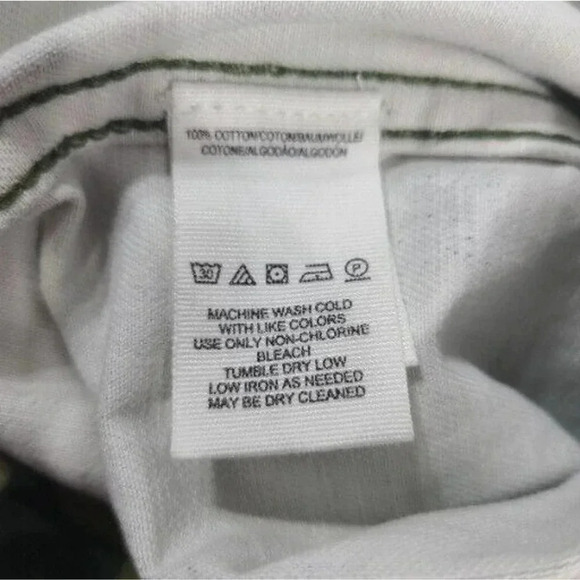 100% COTTON/COTON/BAUMWOLLE/
COTONE/ALGODÃO/ALGODON
30 P
MACHINE WASH COLD
WITH LIKE COLORS
USE ONLY NON-CHLORINE
BLEACH
TUMBLE DRY LOW
LOW IRON AS NEEDED
MAY BE DRY CLEANED